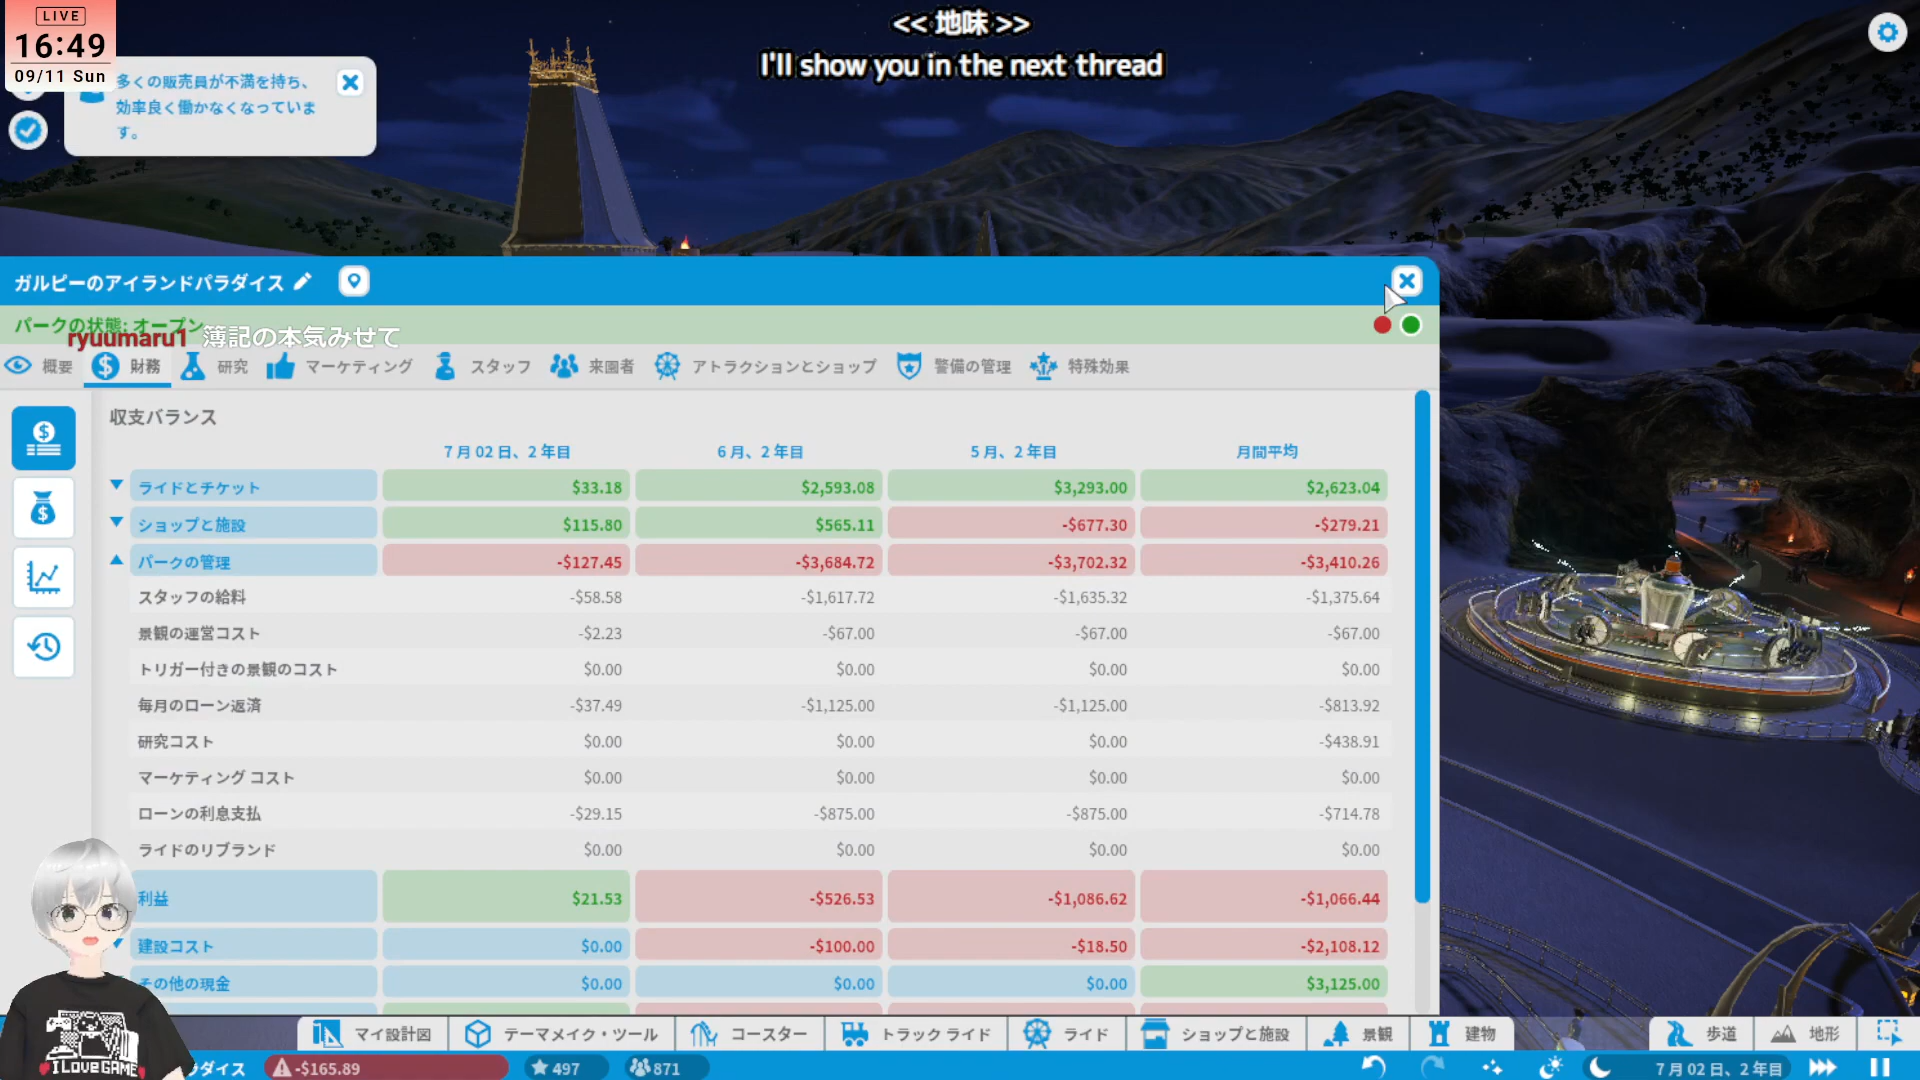 LIVE
16:49
09/11 Sun
多くの販売員が不満を持ち、
効率良く働かなくなっていま
す。
<< 地味 >>
I'll show you in the next thread
ガルピーのアイランドパラダイス
パークの状態: オープン
ryuumaru1 簿記の本気みせて
概要 財務 研究 マーケティング スタッフ 来園者 アトラクションとショップ 警備の管理 特殊効果
収支バランス
7月 02 日、2 年目 6月、2 年目 5月、2 年目 月間平均
ライドとチケット $33.18 $2,593.08 $3,293.00 $2,623.04
ショップと施設 $115.80 $565.11 -$677.30 -$279.21
パークの管理 -$127.45 -$3,684.72 -$3,702.32 -$3,410.26
スタッフの給料 -$58.58 -$1,617.72 -$1,635.32 -$1,375.64
景観の運営コスト -$2.23 -$67.00 -$67.00 -$67.00
トリガー付きの景観のコスト $0.00 $0.00 $0.00 $0.00
毎月のローン返済 -$37.49 -$1,125.00 -$1,125.00 -$813.92
研究コスト $0.00 $0.00 $0.00 -$438.91
マーケティング コスト $0.00 $0.00 $0.00 $0.00
ローンの利息支払 -$29.15 -$875.00 -$875.00 -$714.78
ライドのリブランド $0.00 $0.00 $0.00 $0.00
利益 $21.53 -$526.53 -$1,086.62 -$1,066.44
建設コスト $0.00 -$100.00 -$18.50 -$2,108.12
その他の現金 $0.00 $0.00 $0.00 $3,125.00
I LOVE GAME
マイ設計図 テーマメイク・ツール コースター トラック ライド ライド ショップと施設 景観 建物 歩道 地形
ラダイス -$165.89 497 871 7月 02 日、2 年目